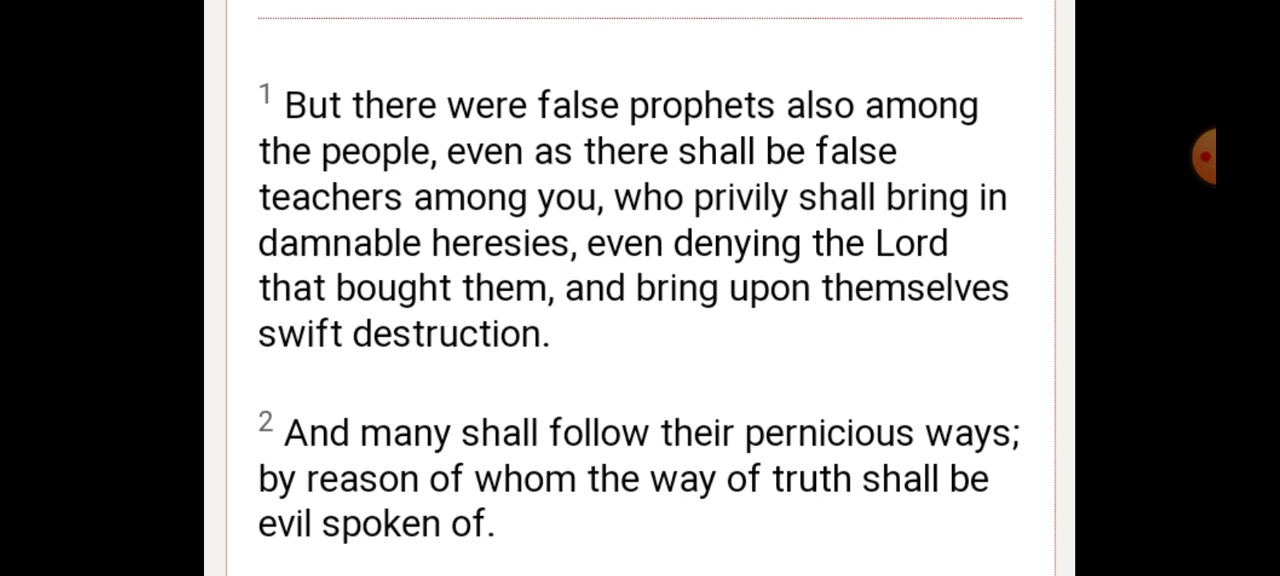 1 But there were false prophets also among
the people, even as there shall be false
teachers among you, who privily shall bring in
damnable heresies, even denying the Lord
that bought them, and bring upon themselves
swift destruction.
2 And many shall follow their pernicious ways;
by reason of whom the way of truth shall be
evil spoken of.